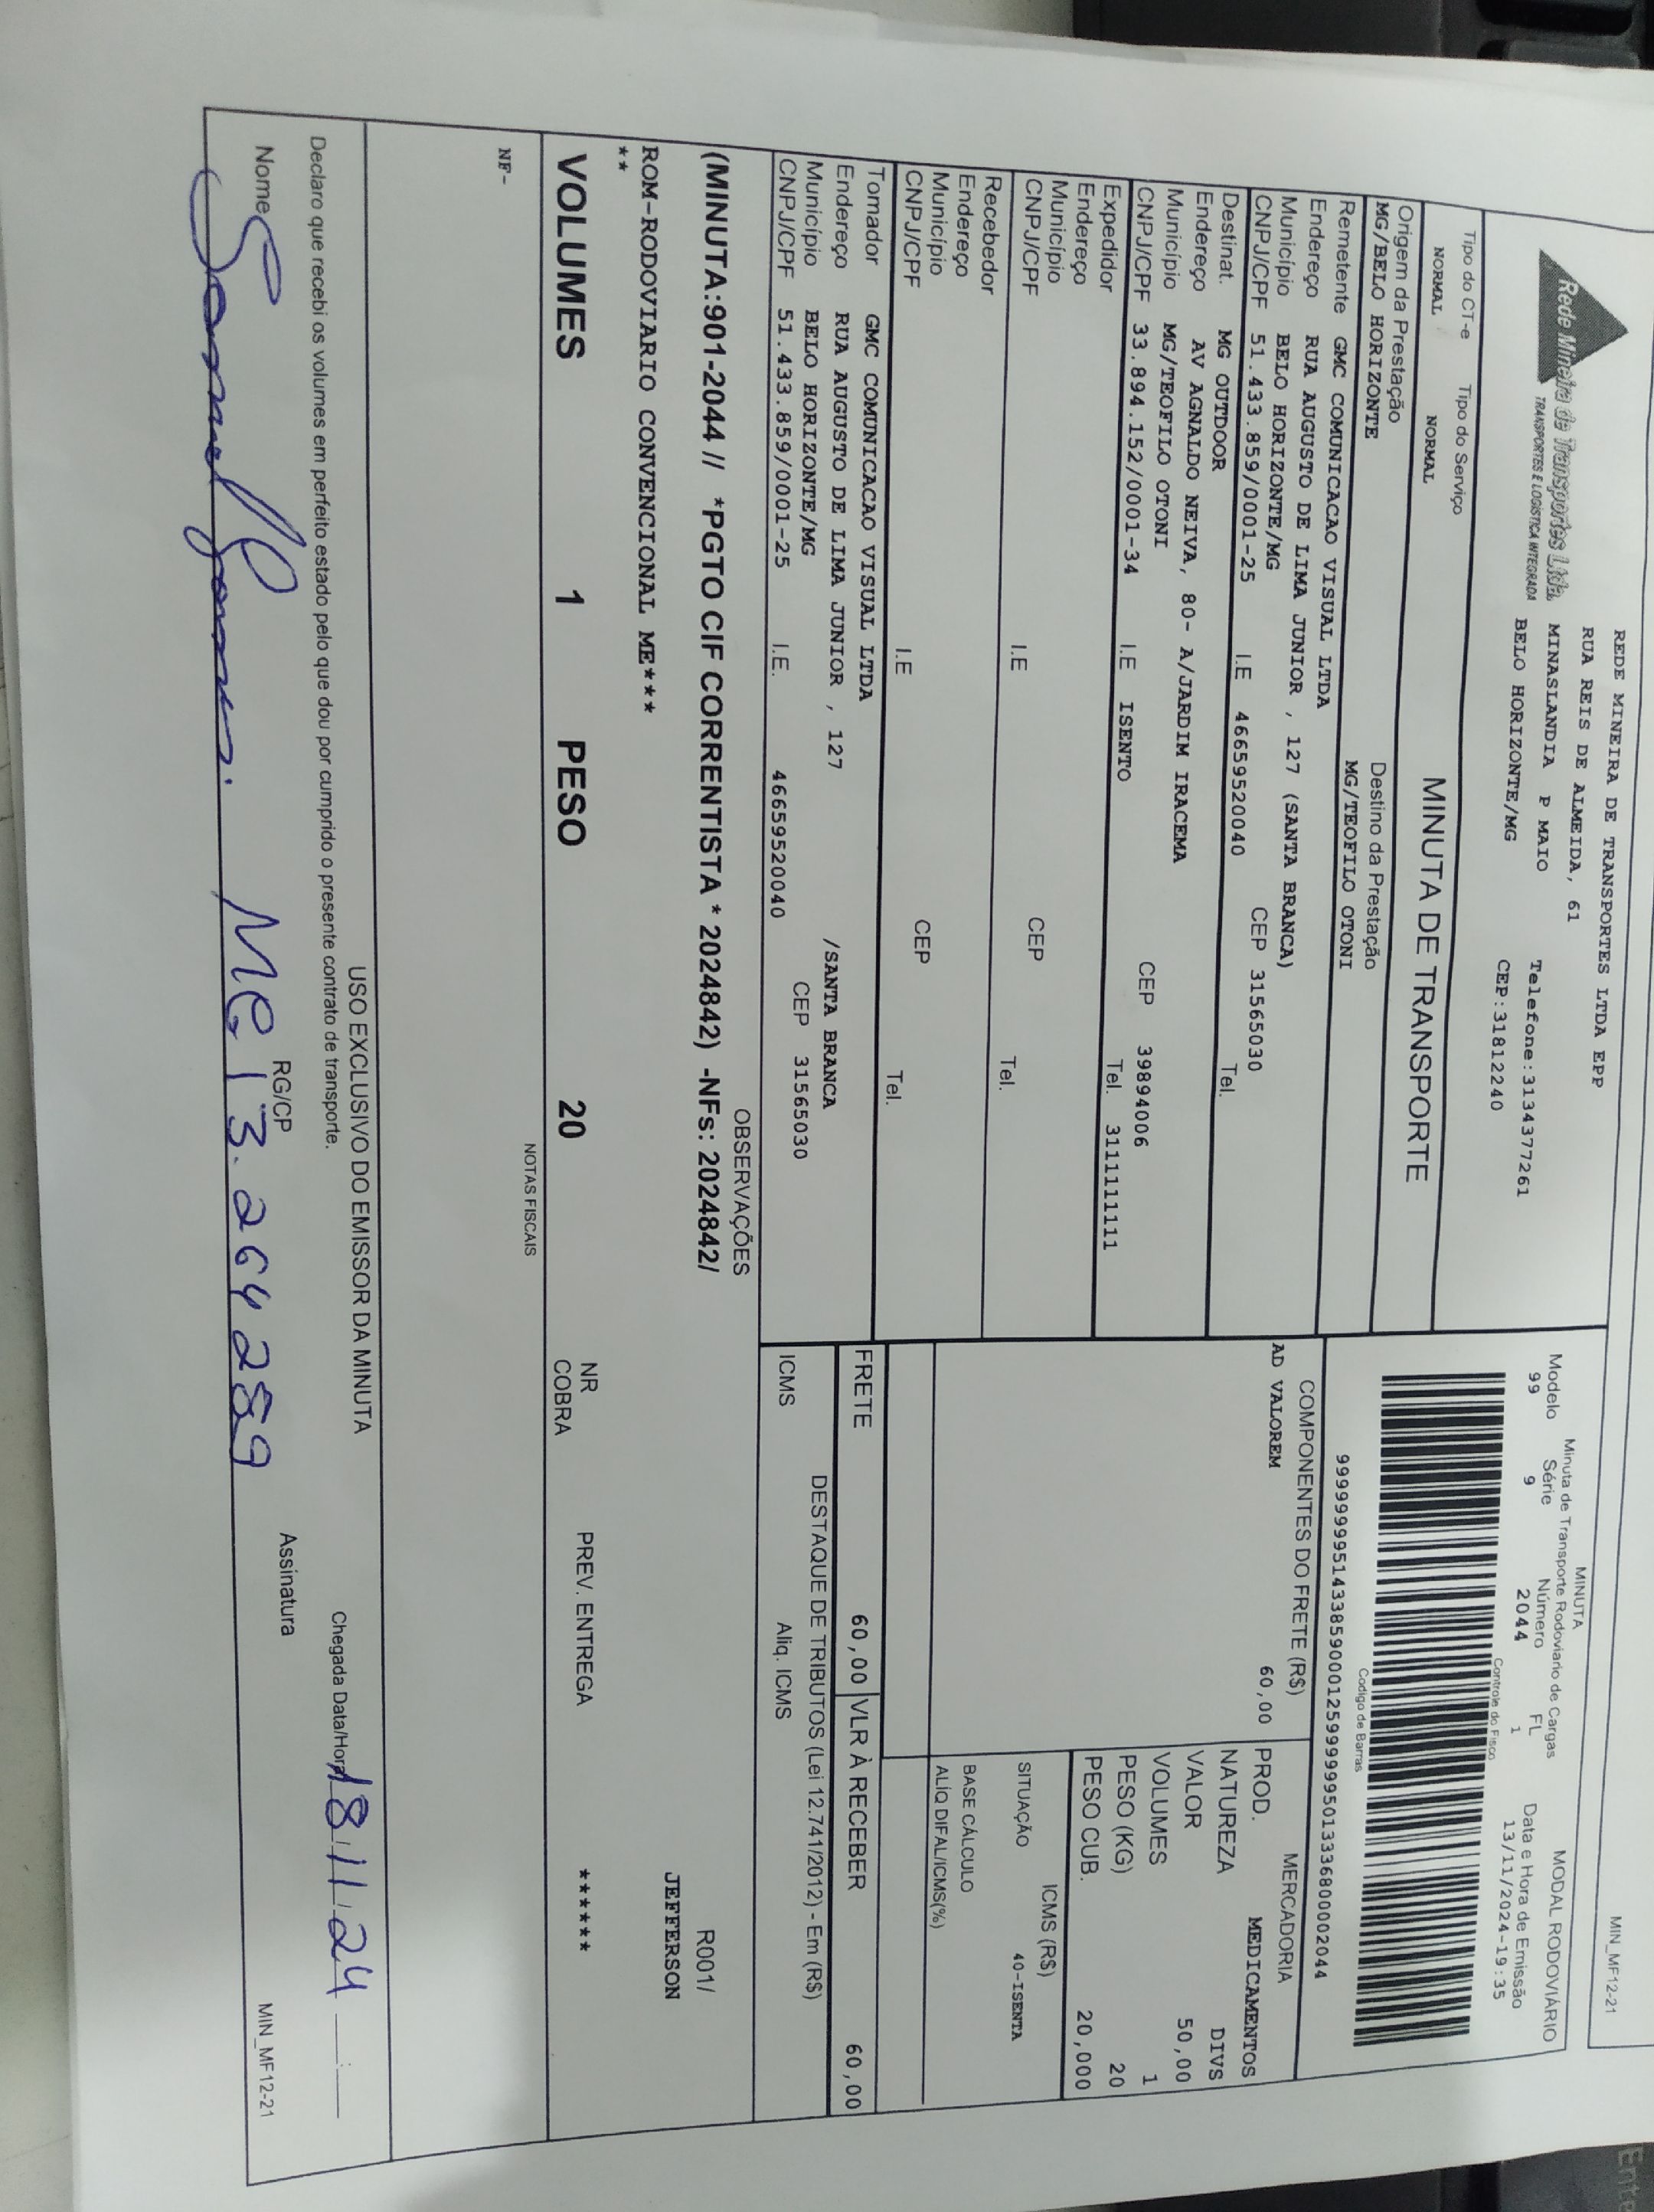 MIN_MF12-21
Rede Mineira de Transportes Ltda.
TRANSPORTES E LOGÍSTICA INTEGRADA
REDE MINEIRA DE TRANSPORTES LTDA EPP
RUA REIS DE ALMEIDA, 61
MINASLANDIA P MAIO Telefone:3134377261
BELO HORIZONTE/MG CEP:31812240
MINUTA MODAL RODOVIÁRIO
Minuta de Transporte Rodoviario de Cargas
Modelo Série Número FL Data e Hora de Emissão
99 9 2044 1 13/11/2024-19:35
Controle do Fisco
Codigo de Barras
99999999514338590001259999999950133368000002044
Tipo do CT-e Tipo do Serviço MINUTA DE TRANSPORTE
NORMAL NORMAL
Origem da Prestação Destino da Prestação
MG/BELO HORIZONTE MG/TEOFILO OTONI
Remetente GMC COMUNICACAO VISUAL LTDA
Endereço RUA AUGUSTO DE LIMA JUNIOR , 127 (SANTA BRANCA)
Município BELO HORIZONTE/MG CEP 31565030
CNPJ/CPF 51.433.859/0001-25 I.E 46659520040 Tel.
Destinat. MG OUTDOOR
Endereço AV AGNALDO NEIVA, 80- A/JARDIM IRACEMA
Município MG/TEOFILO OTONI CEP 39894006
CNPJ/CPF 33.894.152/0001-34 I.E ISENTO Tel. 3111111111
Expedidor
Endereço
Município CEP
CNPJ/CPF I.E Tel.
Recebedor
Endereço
Município CEP
CNPJ/CPF I.E Tel.
Tomador GMC COMUNICACAO VISUAL LTDA
Endereço RUA AUGUSTO DE LIMA JUNIOR , 127 /SANTA BRANCA
Município BELO HORIZONTE/MG CEP 31565030
CNPJ/CPF 51.433.859/0001-25 I.E. 46659520040
COMPONENTES DO FRETE (R$)
AD VALOREM 60,00
MERCADORIA
PROD. MEDICAMENTOS
NATUREZA DIVS
VALOR 50,00
VOLUMES 1
PESO (KG) 20
PESO CUB. 20,000
ICMS (R$)
SITUAÇÃO 40-ISENTA
BASE CÁLCULO
ALÍQ DIFAL/ICMS(%)
FRETE 60,00 VLR À RECEBER 60,00
DESTAQUE DE TRIBUTOS (Lei 12.741/2012) - Em (R$)
ICMS Aliq. ICMS
OBSERVAÇÕES
(MINUTA:901-2044 // *PGTO CIF CORRENTISTA * 2024842) -NFs: 2024842/ R001/
JEFFERSON
ROM-RODOVIARIO CONVENCIONAL ME****
**
VOLUMES 1 PESO 20 NR COBRA PREV. ENTREGA ******
NOTAS FISCAIS
NF-
USO EXCLUSIVO DO EMISSOR DA MINUTA
Declaro que recebi os volumes em perfeito estado pelo que dou por cumprido o presente contrato de transporte.
Chegada Data/Hora 18/11/24
Nome RG/CP MG 13.264289 Assinatura
MIN_MF12-21
Ente